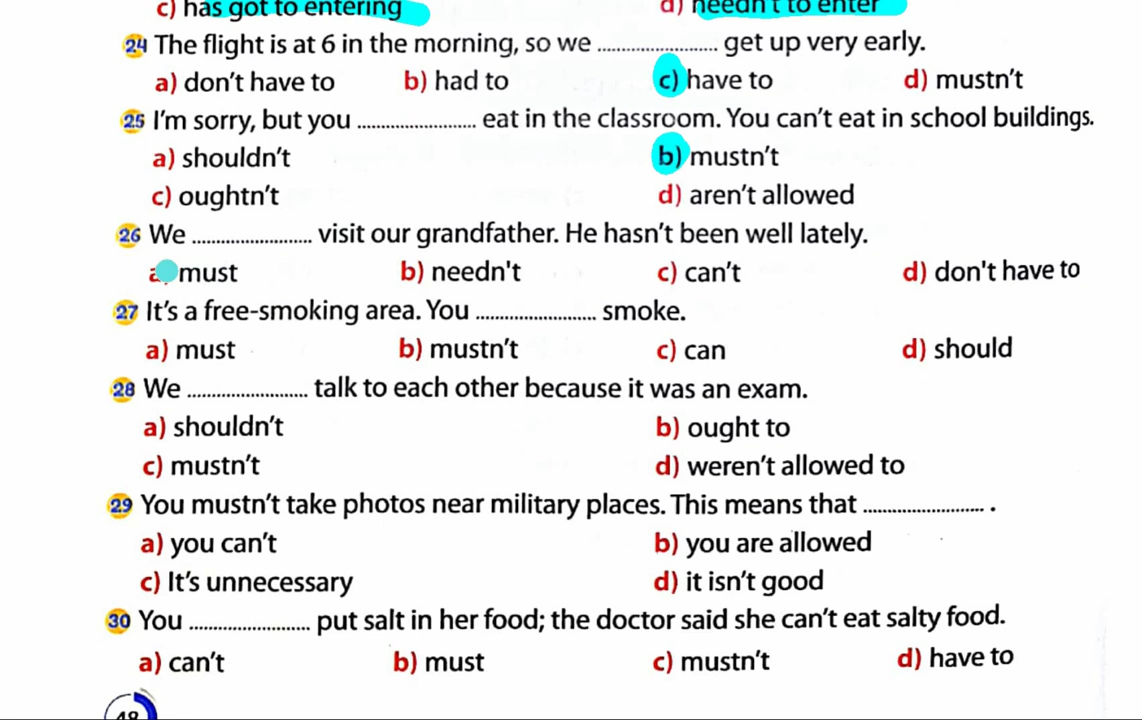 c) has got to entering d) needn't to enter
24 The flight is at 6 in the morning, so we ........................ get up very early.
a) don't have to b) had to c) have to d) mustn't
25 I'm sorry, but you ........................ eat in the classroom. You can't eat in school buildings.
a) shouldn't b) mustn't
c) oughtn't d) aren't allowed
26 We ........................ visit our grandfather. He hasn't been well lately.
a) must b) needn't c) can't d) don't have to
27 It's a free-smoking area. You ........................ smoke.
a) must b) mustn't c) can d) should
28 We ........................ talk to each other because it was an exam.
a) shouldn't b) ought to
c) mustn't d) weren't allowed to
29 You mustn't take photos near military places. This means that ........................ .
a) you can't b) you are allowed
c) It's unnecessary d) it isn't good
30 You ........................ put salt in her food; the doctor said she can't eat salty food.
a) can't b) must c) mustn't d) have to
48